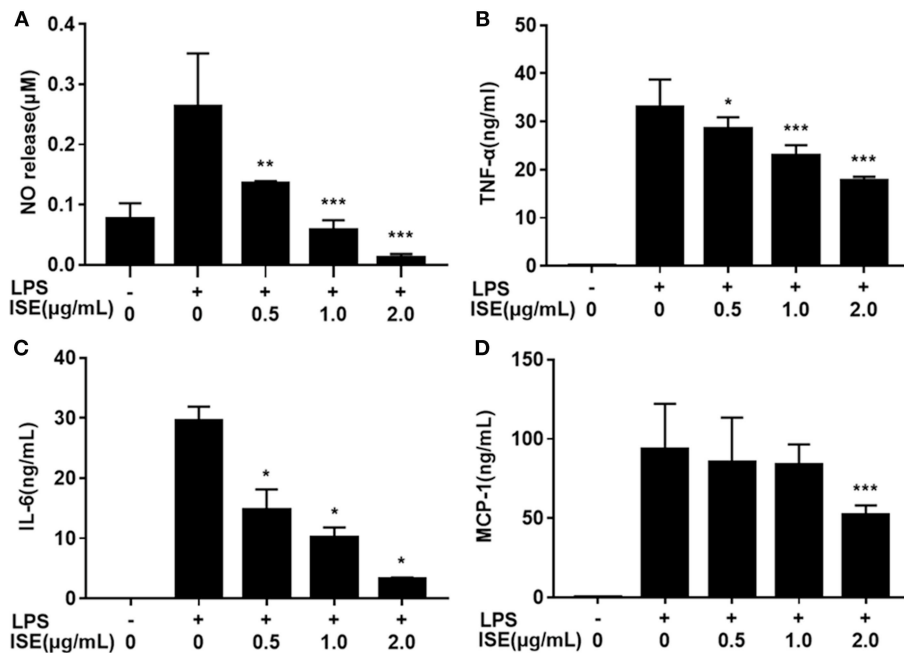 A
NO release(μM)
0.4
0.3
0.2
0.1
0.0
**
***
***
LPS - + + + +
ISE(μg/mL) 0 0 0.5 1.0 2.0
B
TNF-α(ng/ml)
50
40
30
20
10
0
*
***
***
LPS - + + + +
ISE(μg/mL) 0 0 0.5 1.0 2.0
C
IL-6(ng/mL)
40
30
20
10
0
*
*
*
LPS - + + + +
ISE(μg/mL) 0 0 0.5 1.0 2.0
D
MCP-1(ng/mL)
150
100
50
0
***
LPS - + + + +
ISE(μg/mL) 0 0 0.5 1.0 2.0